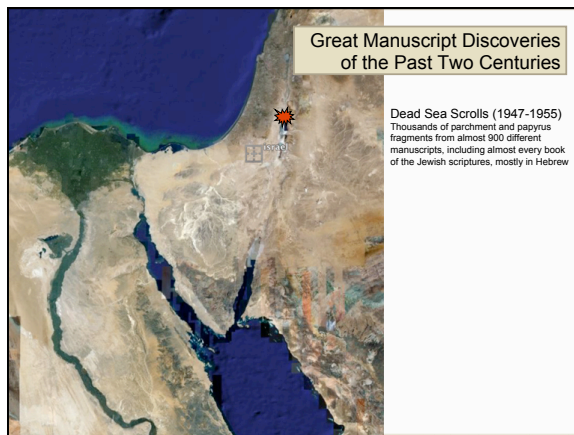 Great Manuscript Discoveries
of the Past Two Centuries
Dead Sea Scrolls (1947-1955)
Thousands of parchment and papyrus
fragments from almost 900 different
manuscripts, including almost every book
of the Jewish scriptures, mostly in Hebrew
Israel